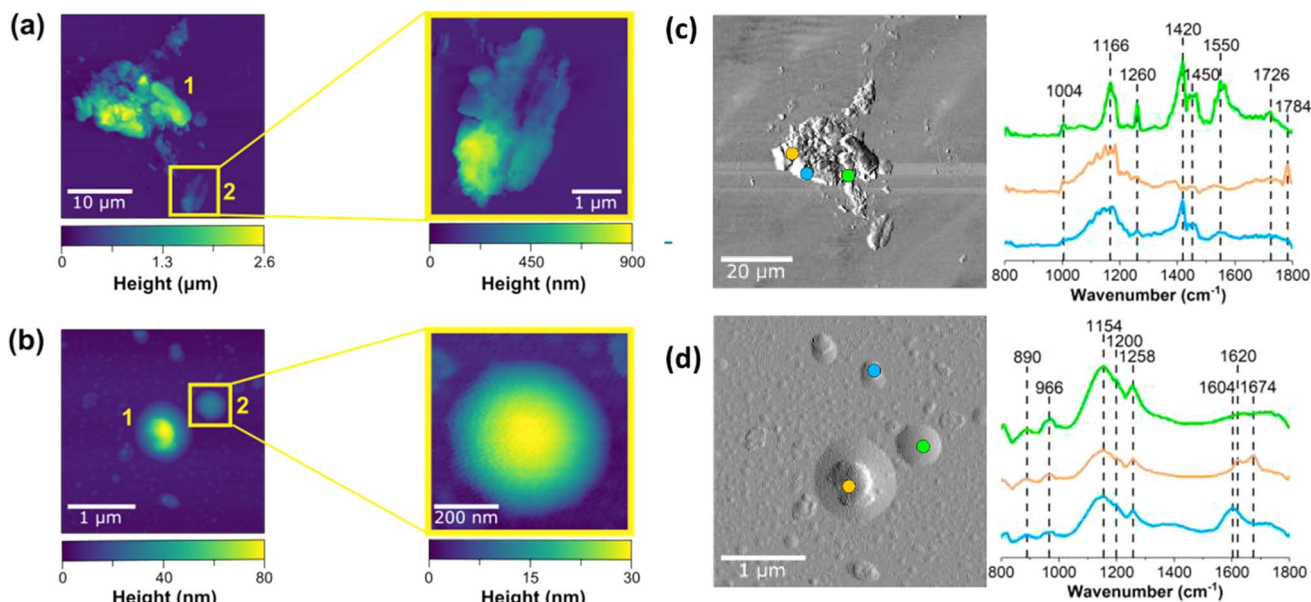 (a)
1
2
10 µm
1 µm
0 1.3 2.6
Height (µm)
0 450 900
Height (nm)
(b)
1
2
1 µm
200 nm
0 40 80
Height (nm)
0 15 30
Height (nm)
(c)
20 µm
1004
1166
1260
1420
1450
1550
1726
1784
800 1000 1200 1400 1600 1800
Wavenumber (cm⁻¹)
(d)
1 µm
890
966
1154
1200
1258
1604
1620
1674
800 1000 1200 1400 1600 1800
Wavenumber (cm⁻¹)